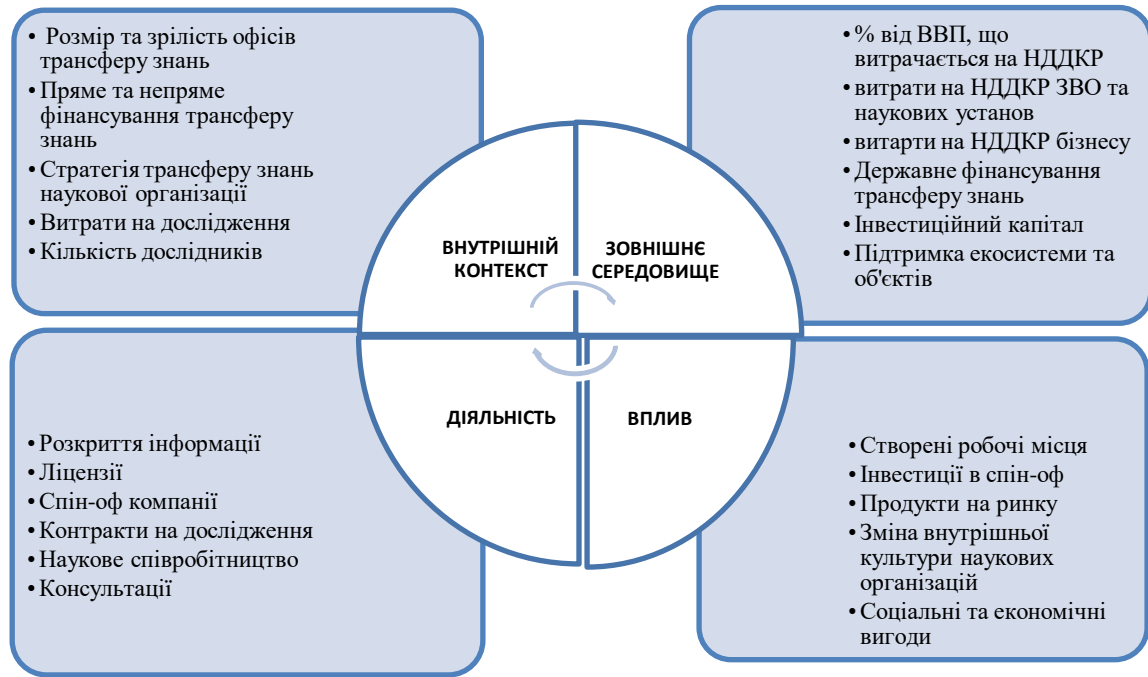 • Розмір та зрілість офісів
трансферу знань
• Пряме та непряме
фінансування трансферу
знань
• Стратегія трансферу знань
наукової організації
• Витрати на дослідження
• Кількість дослідників
• % від ВВП, що
витрачається на НДДКР
• витрати на НДДКР ЗВО та
наукових установ
• витарти на НДДКР бізнесу
• Державне фінансування
трансферу знань
• Інвестиційний капітал
• Підтримка екосистеми та
об'єктів
ВНУТРІШНІЙ
КОНТЕКСТ
ЗОВНІШНЄ
СЕРЕДОВИЩЕ
ДІЯЛЬНІСТЬ
ВПЛИВ
• Розкриття інформації
• Ліцензії
• Спін-оф компанії
• Контракти на дослідження
• Наукове співробітництво
• Консультації
• Створені робочі місця
• Інвестиції в спін-оф
• Продукти на ринку
• Зміна внутрішньої
культури наукових
організацій
• Соціальні та економічні
вигоди